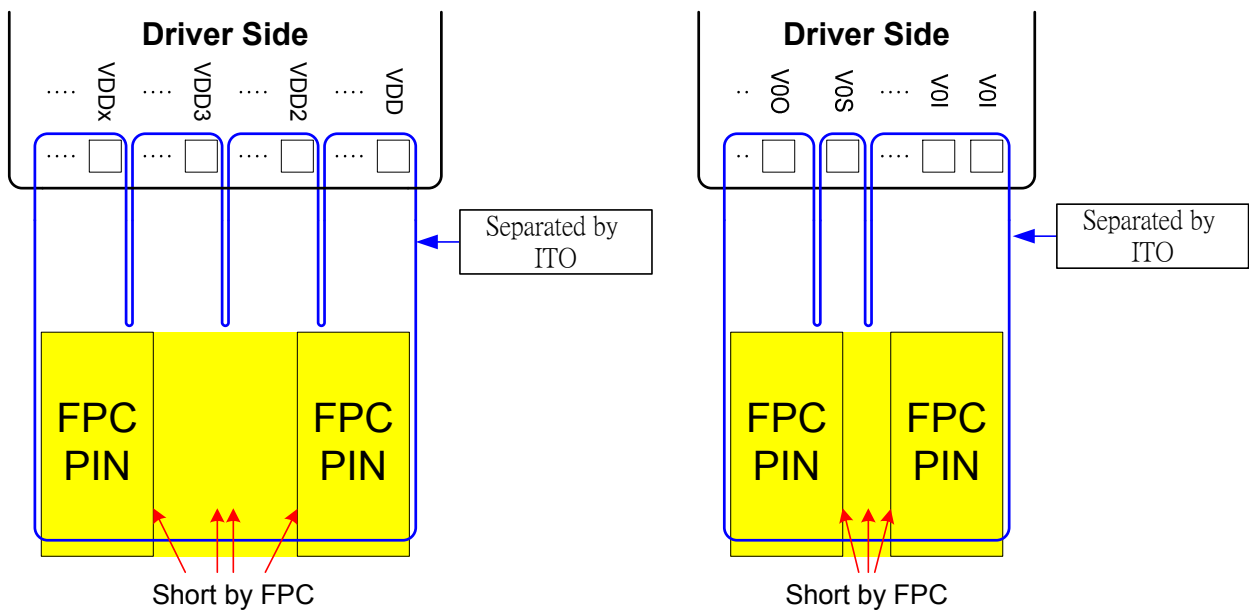 Driver Side
.... VDDx .... VDD3 .... VDD2 .... VDD
.... .... .... ....
Separated by
ITO
FPC
PIN
FPC
PIN
Short by FPC
Driver Side
.. V0O V0S .... V0I V0I
.. ....
Separated by
ITO
FPC
PIN
FPC
PIN
Short by FPC